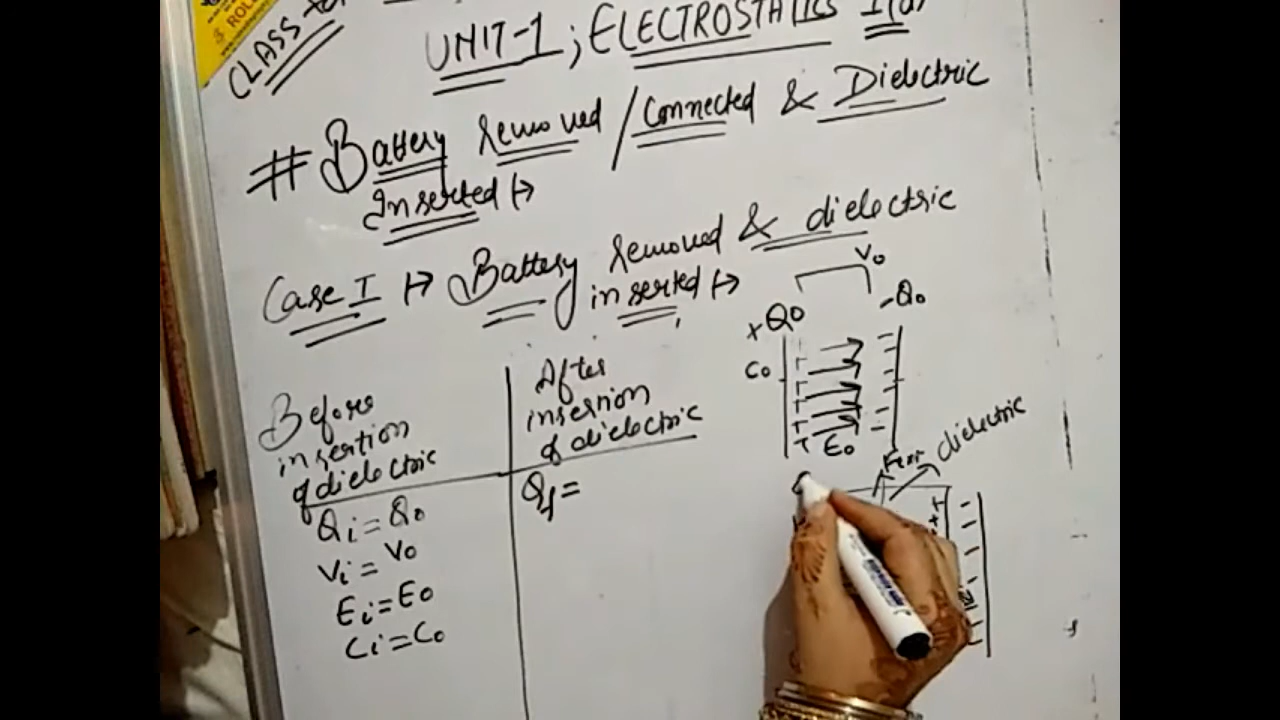 ROL
CLASS
UNIT-1; ELECTROSTATICS
# Battery removed / Connected & Dielectric
Inserted :->
Case I :-> Battery removed & dielectric
inserted :->
Before
insertion
of dielectric
After
insertion
of dielectric
Qi = Q0
Vi = V0
Ei = E0
Ci = C0
Qf =
V0
+Q0
-Q0
C0
E0
dielectric